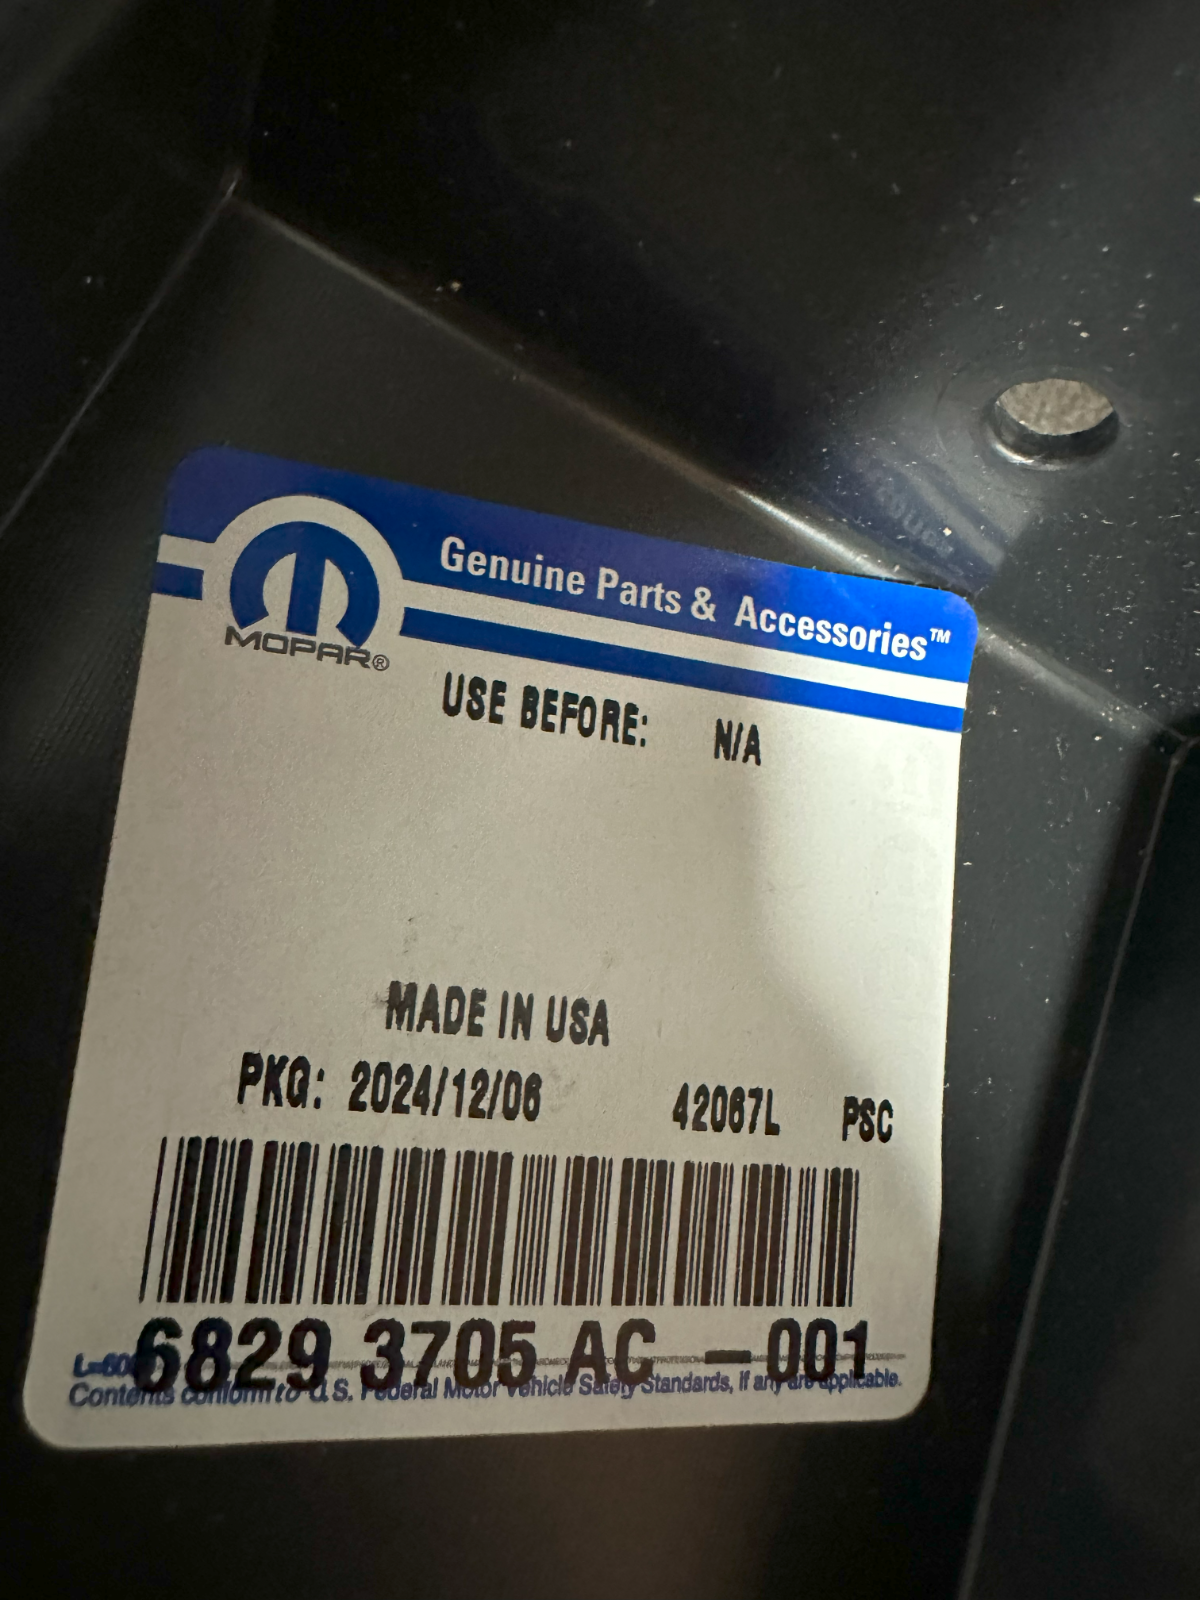 Genuine Parts & Accessories™
MOPAR®
USE BEFORE: N/A
MADE IN USA
PKG: 2024/12/06 42067L PSC
6829 3705 AC -001
Contents conform to U.S. Federal Motor Vehicle Safety Standards, If any are applicable.